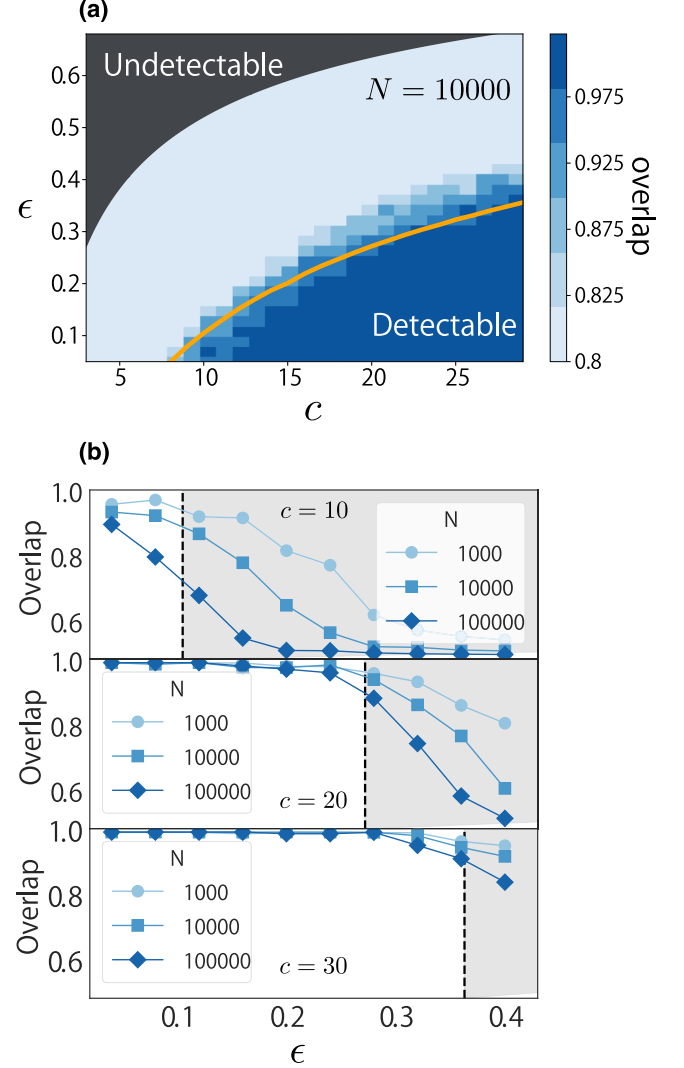 (a)
Undetectable
N = 10000
Detectable
0.6
0.5
0.4
0.3
0.2
0.1
ϵ
5
10
15
20
25
c
0.975
0.925
0.875
0.825
0.8
overlap
(b)
1.0
0.8
0.6
Overlap
c = 10
N
1000
10000
100000
1.0
0.8
0.6
Overlap
N
1000
10000
100000
c = 20
1.0
0.8
0.6
Overlap
N
1000
10000
100000
c = 30
0.1
0.2
0.3
0.4
ϵ